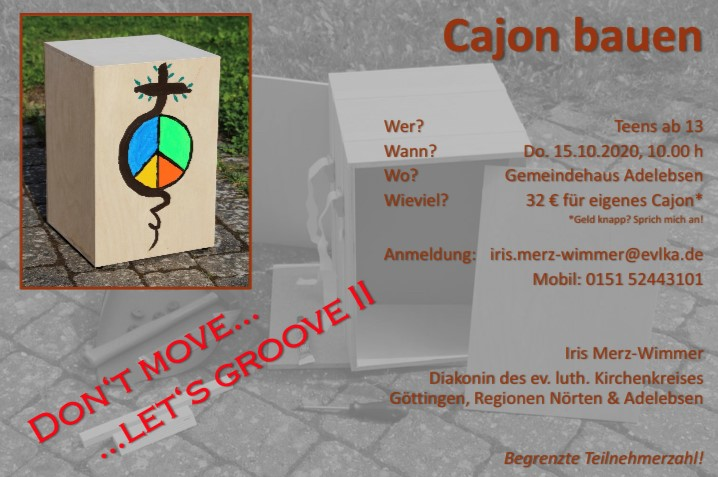 Cajon bauen
Wer? Teens ab 13
Wann? Do. 15.10.2020, 10.00 h
Wo? Gemeindehaus Adelebsen
Wieviel? 32 € für eigenes Cajon*
*Geld knapp? Sprich mich an!
Anmeldung: iris.merz-wimmer@evlka.de
Mobil: 0151 52443101
Don't move...
...let's groove II
Iris Merz-Wimmer
Diakonin des ev. luth. Kirchenkreises
Göttingen, Regionen Nörten & Adelebsen
Begrenzte Teilnehmerzahl!